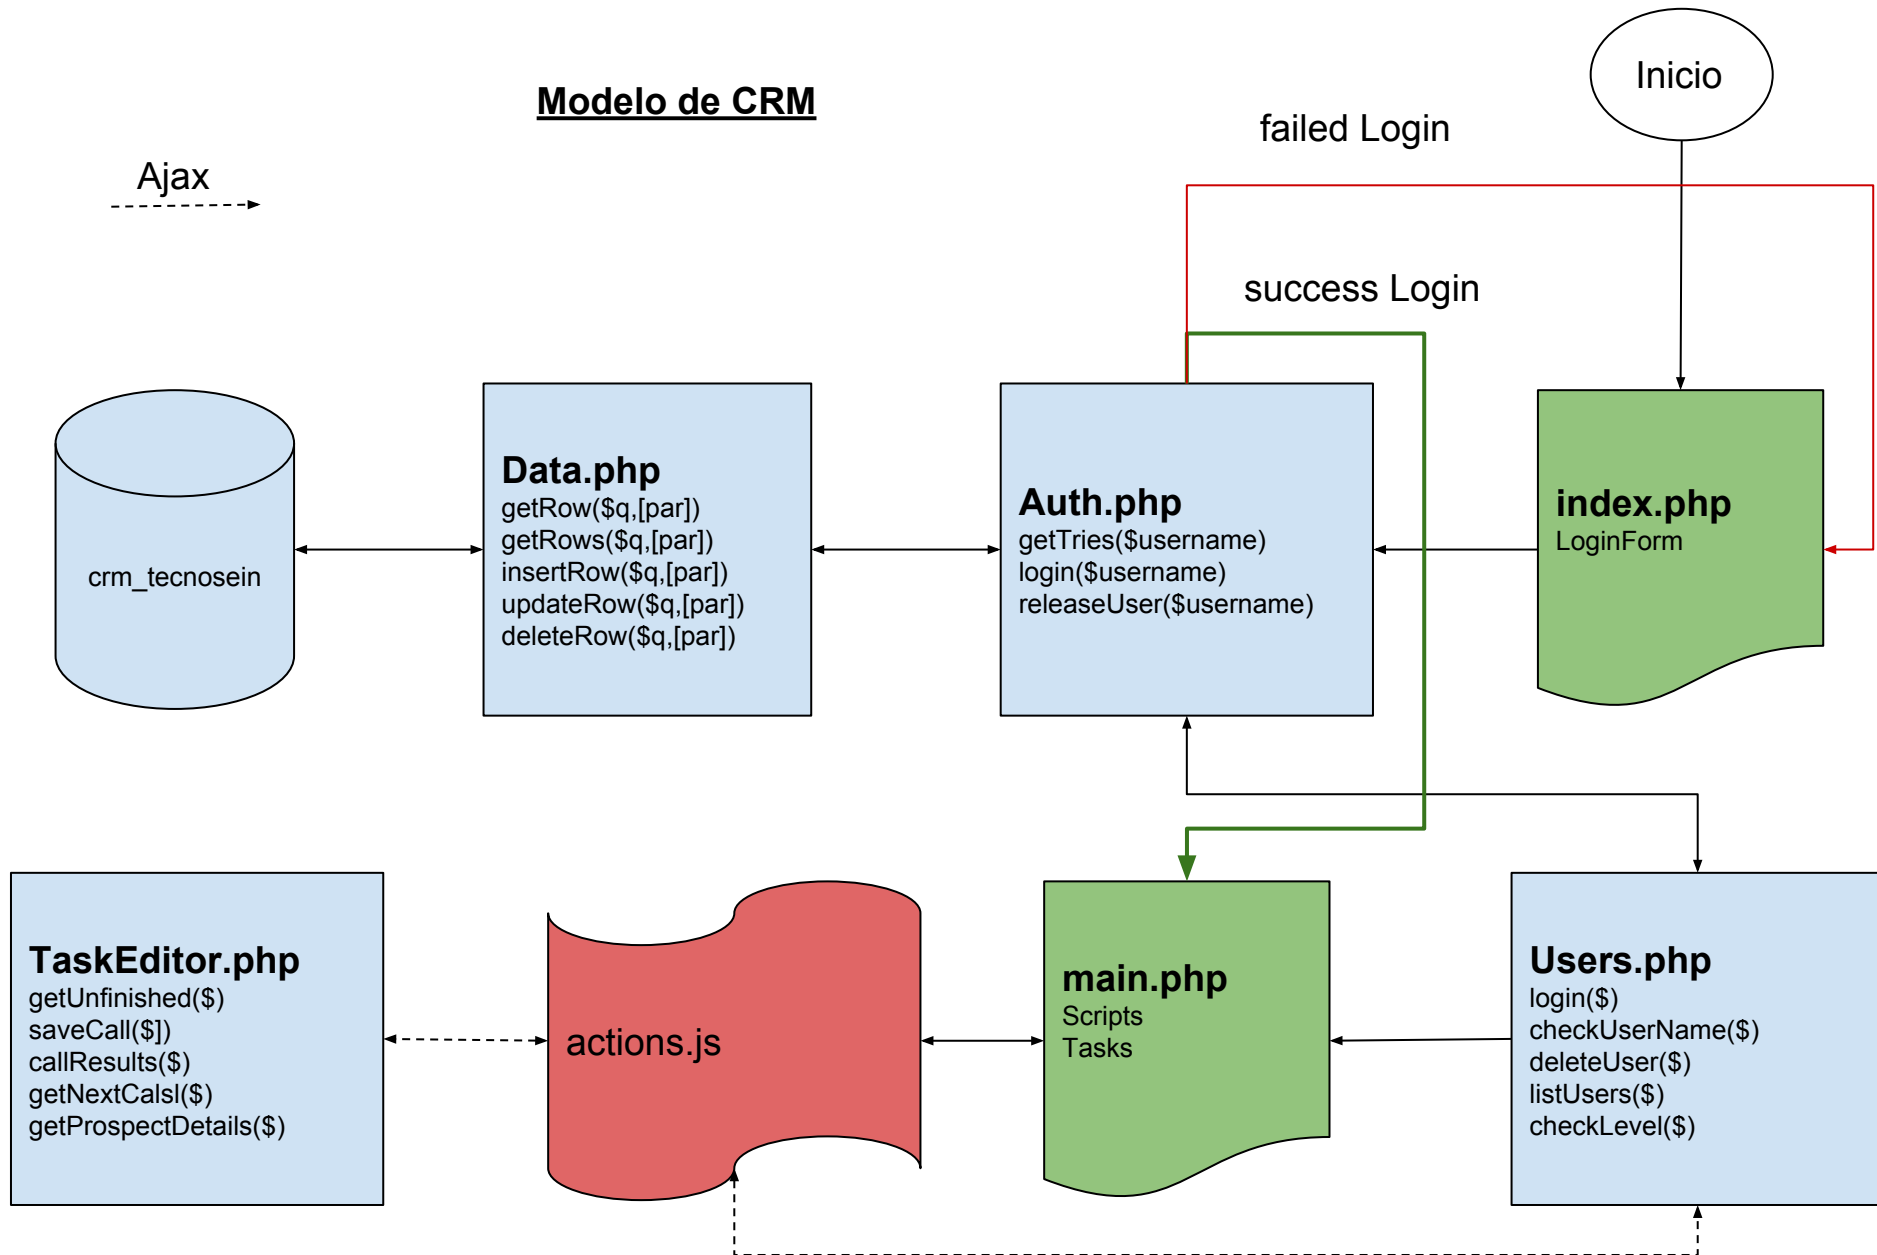 Inicio
Modelo de CRM
failed Login
Ajax
success Login
crm_tecnosein
Data.php
getRow($q,[par])
getRows($q,[par])
insertRow($q,[par])
updateRow($q,[par])
deleteRow($q,[par])
Auth.php
getTries($username)
login($username)
releaseUser($username)
index.php
LoginForm
TaskEditor.php
getUnfinished($)
saveCall($])
callResults($)
getNextCalsl($)
getProspectDetails($)
actions.js
main.php
Scripts
Tasks
Users.php
login($)
checkUserName($)
deleteUser($)
listUsers($)
checkLevel($)